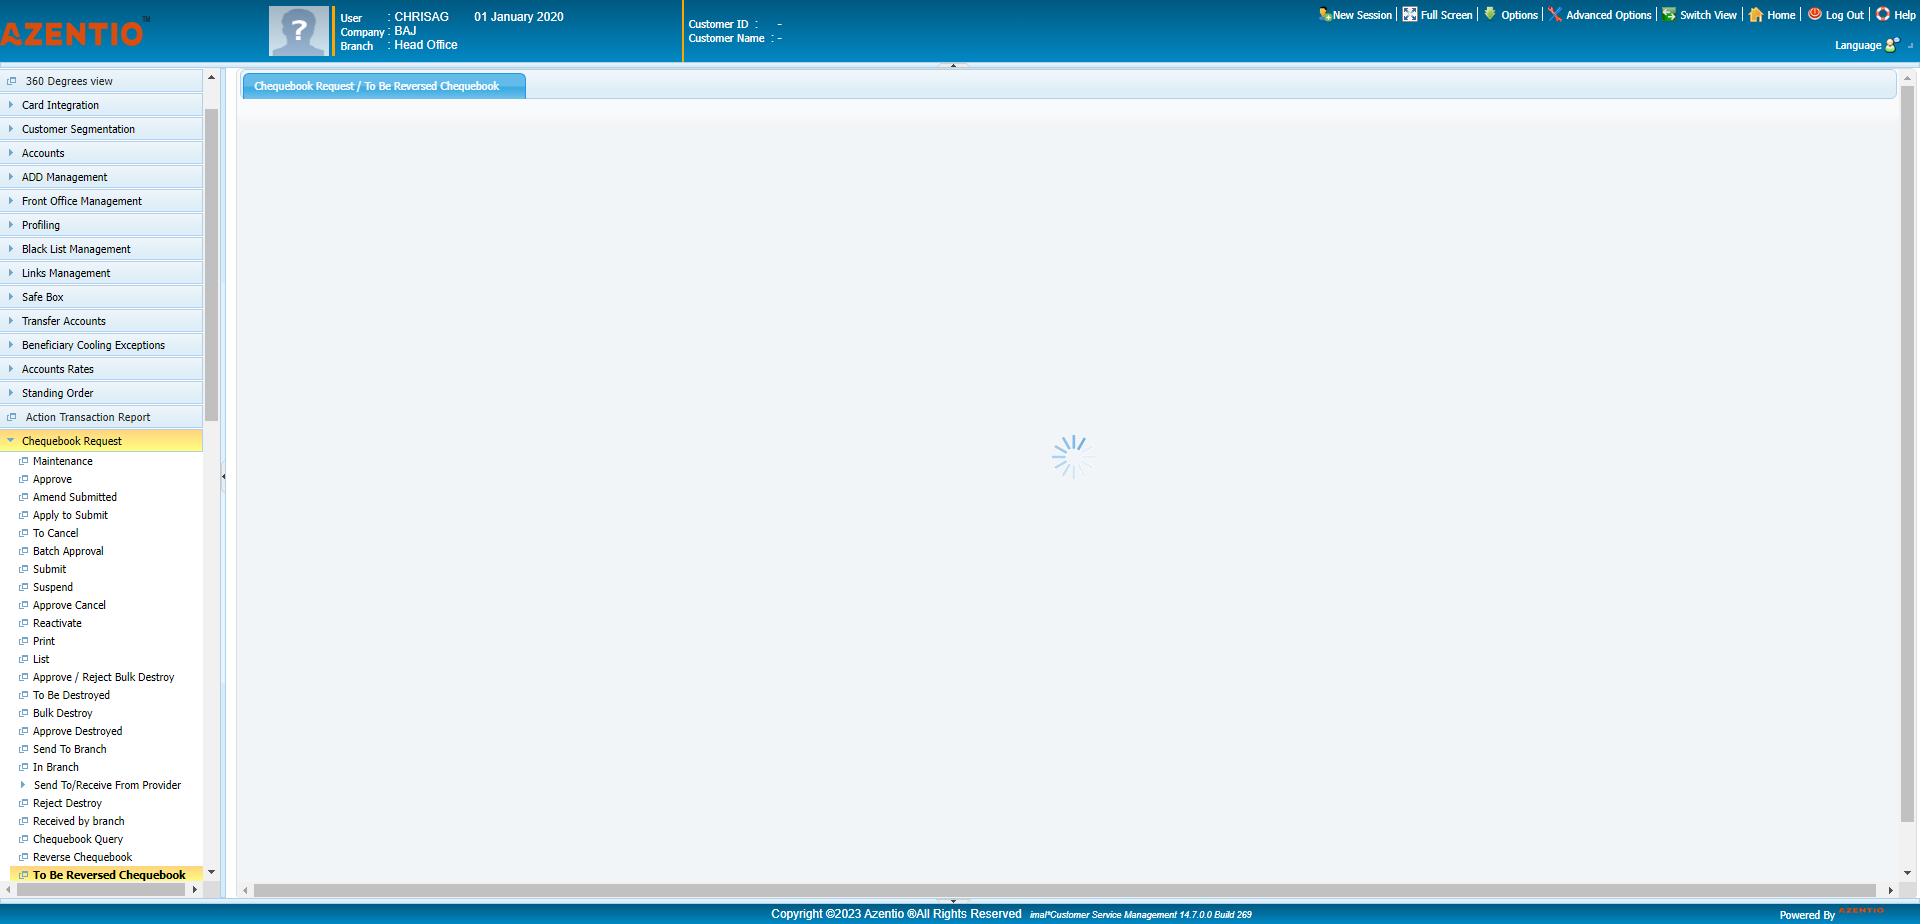 AZENTIO™
?
User : CHRISAG 01 January 2020
Company : BAJ
Branch : Head Office
Customer ID : -
Customer Name : -
New Session
Full Screen
Options
Advanced Options
Switch View
Home
Log Out
Help
Language
360 Degrees view
Card Integration
Customer Segmentation
Accounts
ADD Management
Front Office Management
Profiling
Black List Management
Links Management
Safe Box
Transfer Accounts
Beneficiary Cooling Exceptions
Accounts Rates
Standing Order
Action Transaction Report
Chequebook Request
Maintenance
Approve
Amend Submitted
Apply to Submit
To Cancel
Batch Approval
Submit
Suspend
Approve Cancel
Reactivate
Print
List
Approve / Reject Bulk Destroy
To Be Destroyed
Bulk Destroy
Approve Destroyed
Send To Branch
In Branch
Send To/Receive From Provider
Reject Destroy
Received by branch
Chequebook Query
Reverse Chequebook
To Be Reversed Chequebook
Chequebook Request / To Be Reversed Chequebook
Copyright ©2023 Azentio ®All Rights Reserved imal*Customer Service Management 14.7.0.0 Build 269
Powered By AZENTIO